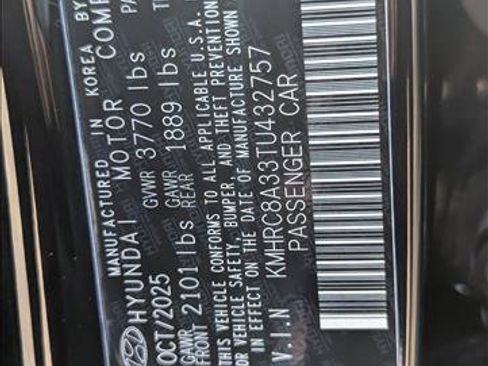 MANUFACTURED IN KOREA BY
HYUNDAI MOTOR COMP
OCT/2025 GVWR 3770 lbs PA
GAWR FRONT 2101 lbs GAWR REAR 1889 lbs
THIS VEHICLE CONFORMS TO ALL APPLICABLE U.S.A.
OR VEHICLE SAFETY, BUMPER, AND THEFT PREVENTION
IN EFFECT ON THE DATE OF MANUFACTURE SHOWN
V.I.N KMHRC8A33TU432757
PASSENGER CAR